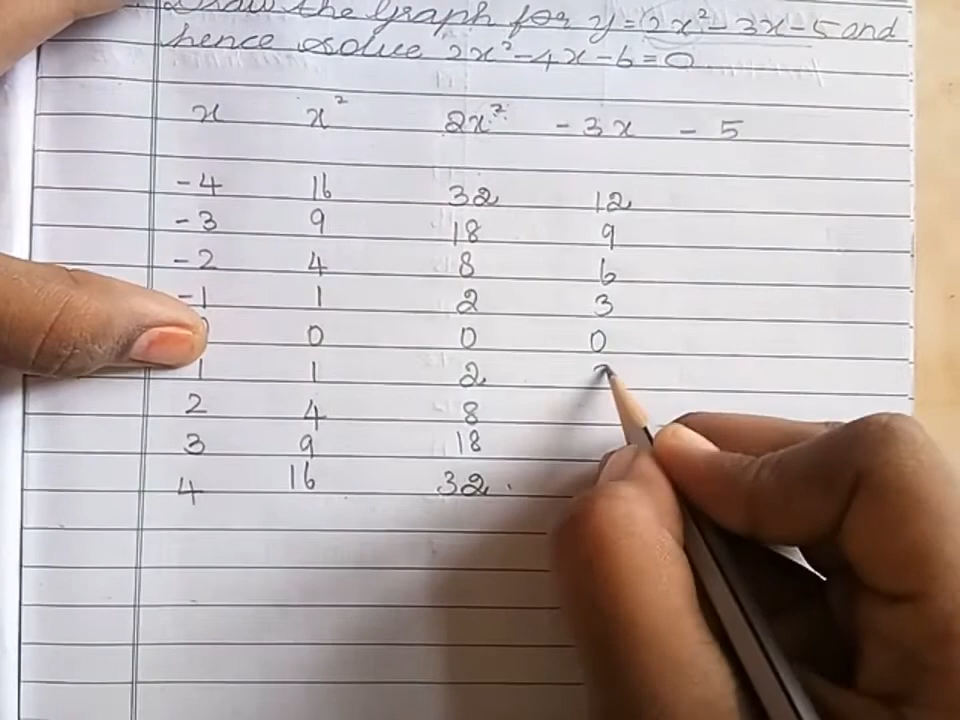 Draw the Graph for y=2x²-3x-5 and
hence solve 2x²-4x-6=0
x x² 2x² -3x -5
-4 16 32 12
-3 9 18 9
-2 4 8 6
-1 1 2 3
0 0 0
1 1 2
2 4 8
3 9 18
4 16 32.